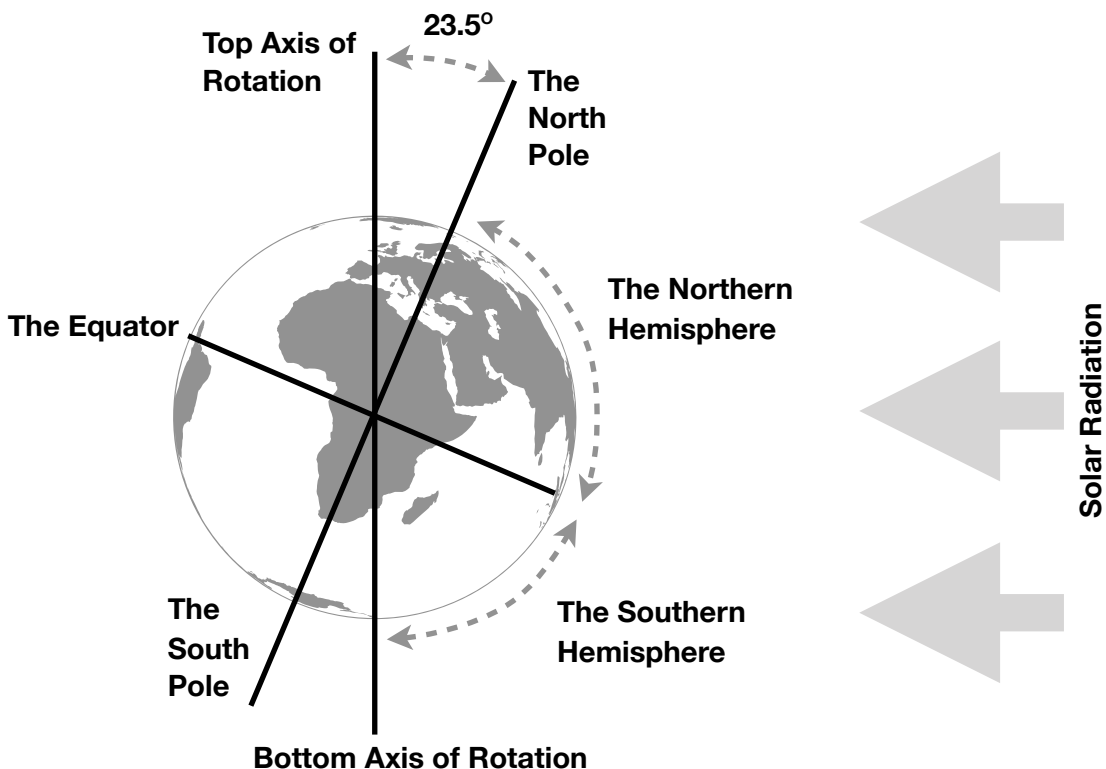 23.5º
Top Axis of
Rotation
The
North
Pole
The Northern
Hemisphere
The Equator
Solar Radiation
The
South
Pole
The Southern
Hemisphere
Bottom Axis of Rotation